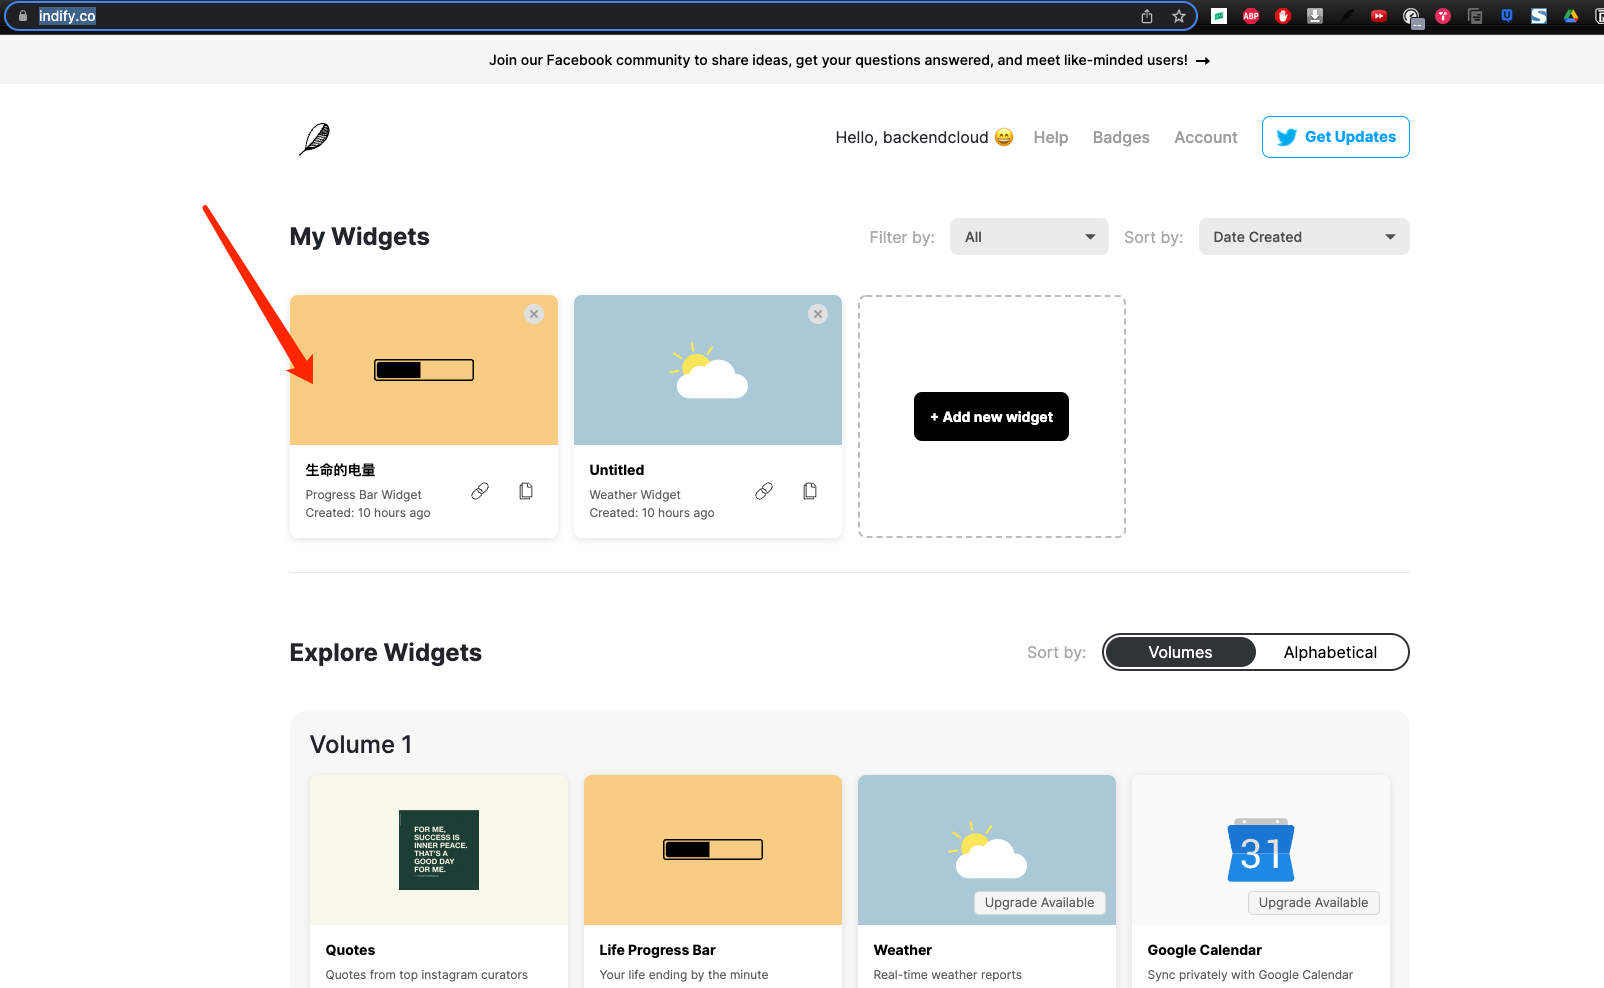 indify.co
ABP
Join our Facebook community to share ideas, get your questions answered, and meet like-minded users! →
Hello, backendcloud 😄 Help Badges Account Get Updates
My Widgets
Filter by: All Sort by: Date Created
+ Add new widget
生命的电量
Progress Bar Widget
Created: 10 hours ago
Untitled
Weather Widget
Created: 10 hours ago
Explore Widgets
Sort by: Volumes Alphabetical
Volume 1
FOR ME,
SUCCESS IS
INNER PEACE.
THAT'S A
GOOD DAY
FOR ME.
31
Upgrade Available
Upgrade Available
Quotes
Quotes from top instagram curators
Life Progress Bar
Your life ending by the minute
Weather
Real-time weather reports
Google Calendar
Sync privately with Google Calendar